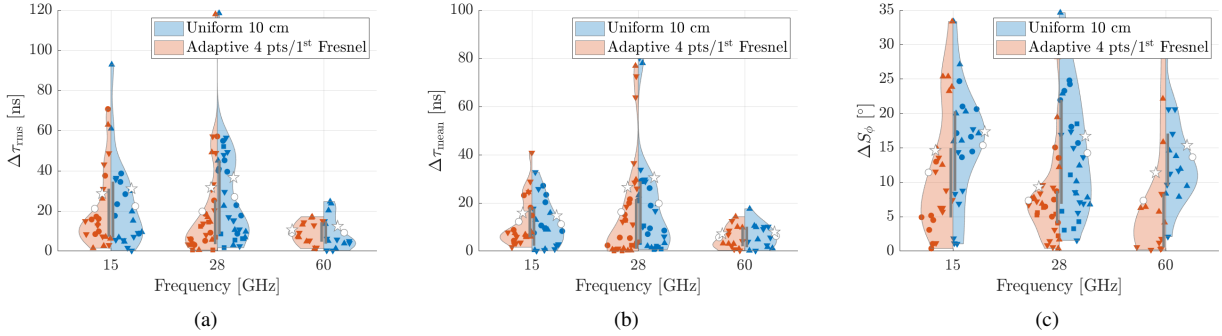 120
100
80
60
40
20
0
Δτrms [ns]
Uniform 10 cm
Adaptive 4 pts/1st Fresnel
15
28
60
Frequency [GHz]
(a)
100
80
60
40
20
0
Δτmean [ns]
Uniform 10 cm
Adaptive 4 pts/1st Fresnel
15
28
60
Frequency [GHz]
(b)
35
30
25
20
15
10
5
0
ΔSϕ [°]
Uniform 10 cm
Adaptive 4 pts/1st Fresnel
15
28
60
Frequency [GHz]
(c)